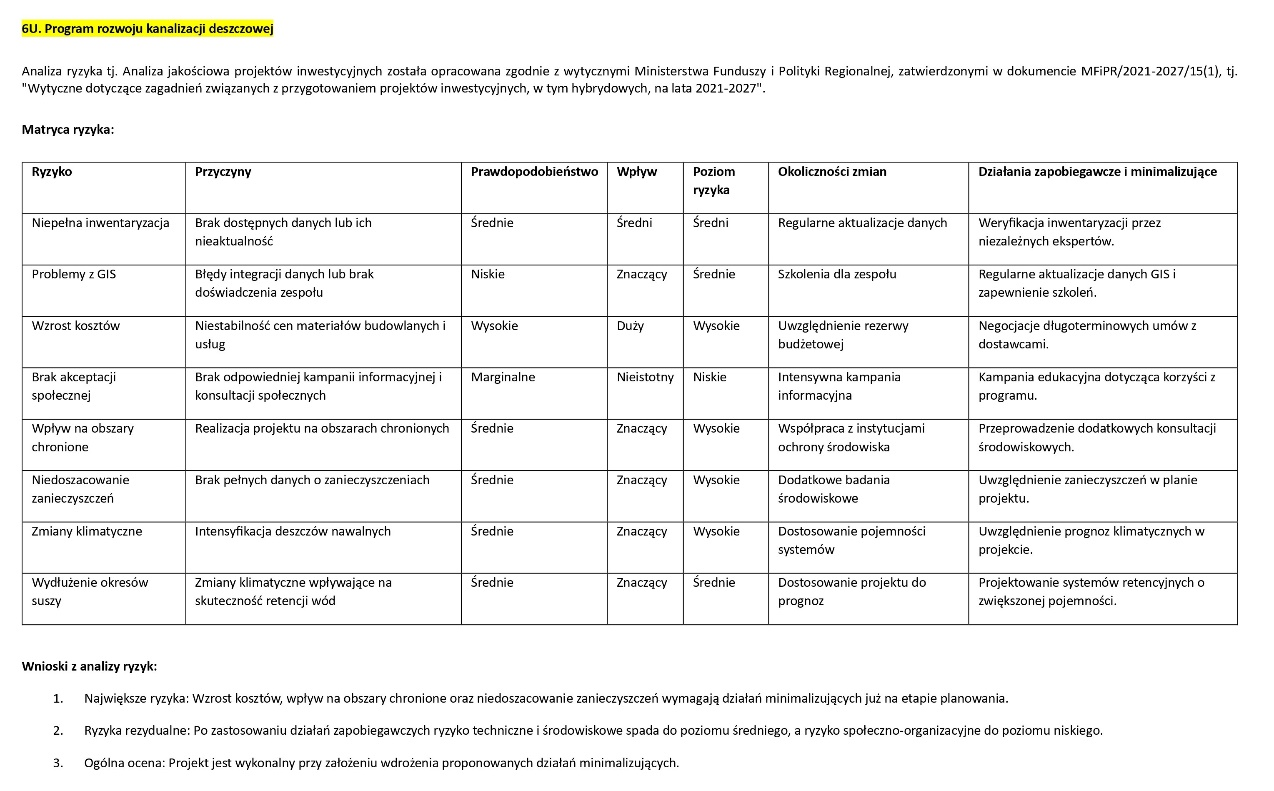 6U. Program rozwoju kanalizacji deszczowej
Analiza ryzyka tj. Analiza jakościowa projektów inwestycyjnych została opracowana zgodnie z wytycznymi Ministerstwa Funduszy i Polityki Regionalnej, zatwierdzonymi w dokumencie MFiPR/2021-2027/15(1), tj.
"Wytyczne dotyczące zagadnień związanych z przygotowaniem projektów inwestycyjnych, w tym hybrydowych, na lata 2021-2027".
Matryca ryzyka:
Ryzyko Przyczyny Prawdopodobieństwo Wpływ Poziom Okoliczności zmian Działania zapobiegawcze i minimalizujące
ryzyka
Niepełna inwentaryzacja Brak dostępnych danych lub ich Średnie Średni Średni Regularne aktualizacje danych Weryfikacja inwentaryzacji przez
nieaktualność niezależnych ekspertów.
Problemy z GIS Błędy integracji danych lub brak Niskie Znaczący Średnie Szkolenia dla zespołu Regularne aktualizacje danych GIS i
doświadczenia zespołu zapewnienie szkoleń.
Wzrost kosztów Niestabilność cen materiałów budowlanych i Wysokie Duży Wysokie Uwzględnienie rezerwy Negocjacje długoterminowych umów z
usług budżetowej dostawcami.
Brak akceptacji Brak odpowiedniej kampanii informacyjnej i Marginalne Nieistotny Niskie Intensywna kampania Kampania edukacyjna dotycząca korzyści z
społecznej konsultacji społecznych informacyjna programu.
Wpływ na obszary Realizacja projektu na obszarach chronionych Średnie Znaczący Wysokie Współpraca z instytucjami Przeprowadzenie dodatkowych konsultacji
chronione ochrony środowiska środowiskowych.
Niedoszacowanie Brak pełnych danych o zanieczyszczeniach Średnie Znaczący Wysokie Dodatkowe badania Uwzględnienie zanieczyszczeń w planie
zanieczyszczeń środowiskowe projektu.
Zmiany klimatyczne Intensyfikacja deszczów nawalnych Średnie Znaczący Wysokie Dostosowanie pojemności Uwzględnienie prognoz klimatycznych w
systemów projekcie.
Wydłużenie okresów Zmiany klimatyczne wpływające na Średnie Znaczący Średnie Dostosowanie projektu do Projektowanie systemów retencyjnych o
suszy skuteczność retencji wód prognoz zwiększonej pojemności.
Wnioski z analizy ryzyk:
1. Największe ryzyka: Wzrost kosztów, wpływ na obszary chronione oraz niedoszacowanie zanieczyszczeń wymagają działań minimalizujących już na etapie planowania.
2. Ryzyka rezydualne: Po zastosowaniu działań zapobiegawczych ryzyko techniczne i środowiskowe spada do poziomu średniego, a ryzyko społeczno-organizacyjne do poziomu niskiego.
3. Ogólna ocena: Projekt jest wykonalny przy założeniu wdrożenia proponowanych działań minimalizujących.